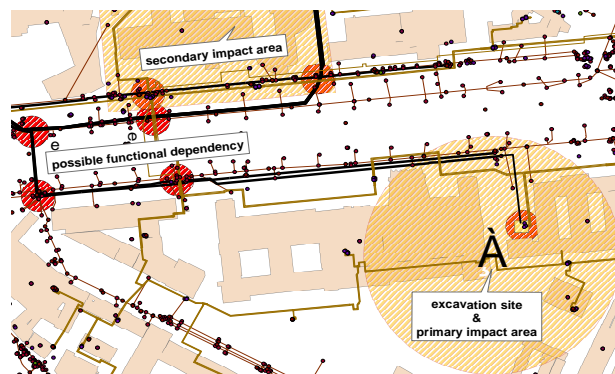 secondary impact area
e
e
possible functional dependency
À
excavation site
&
primary impact area